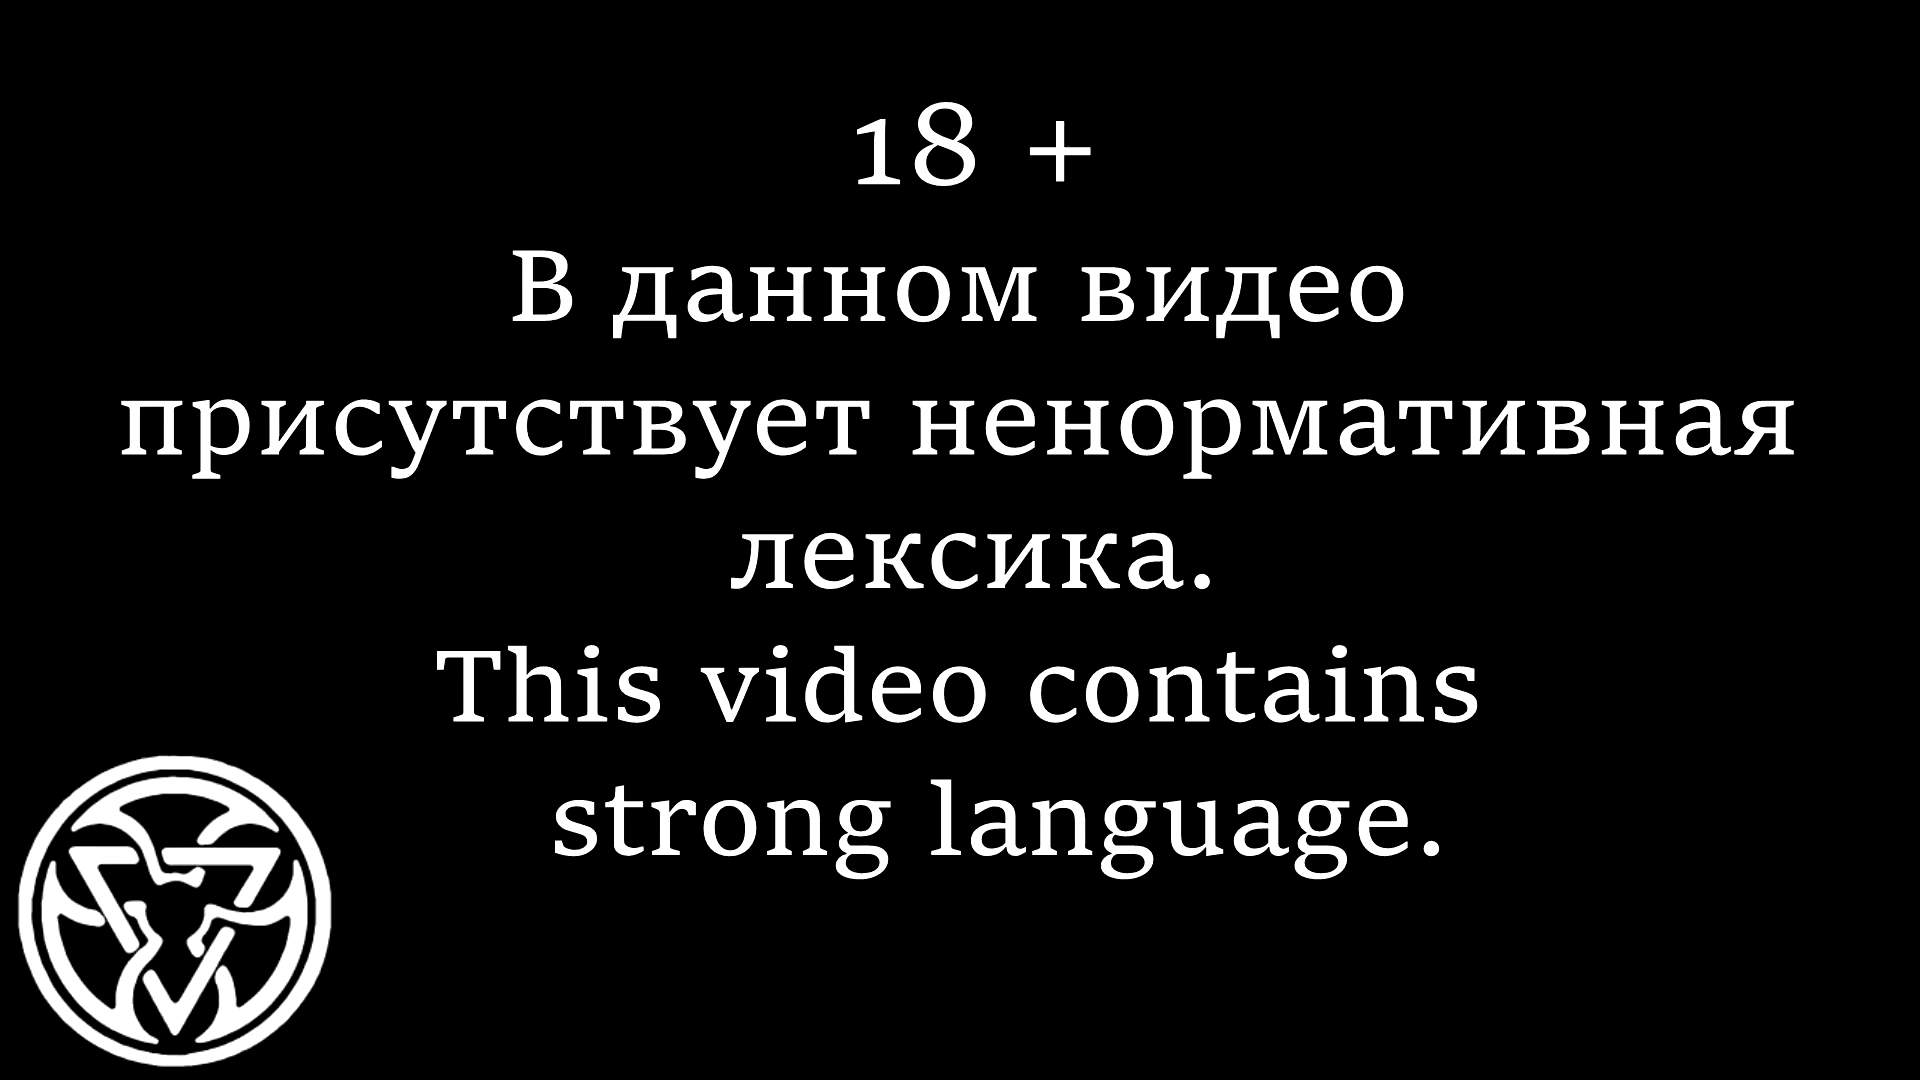 18 +
В данном видео
присутствует ненормативная
лексика.
This video contains
strong language.